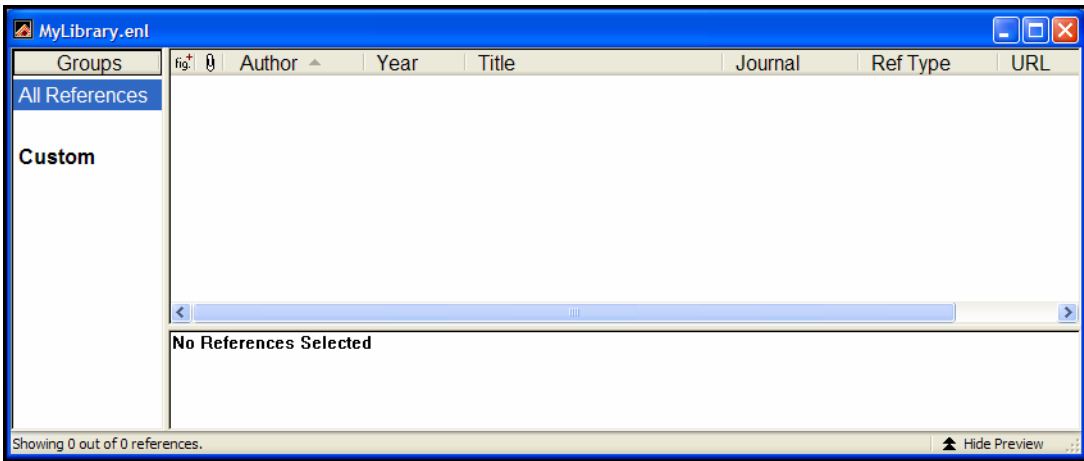 MyLibrary.enl
Groups
fig. Author Year Title Journal Ref Type URL
All References
Custom
No References Selected
Showing 0 out of 0 references.
Hide Preview